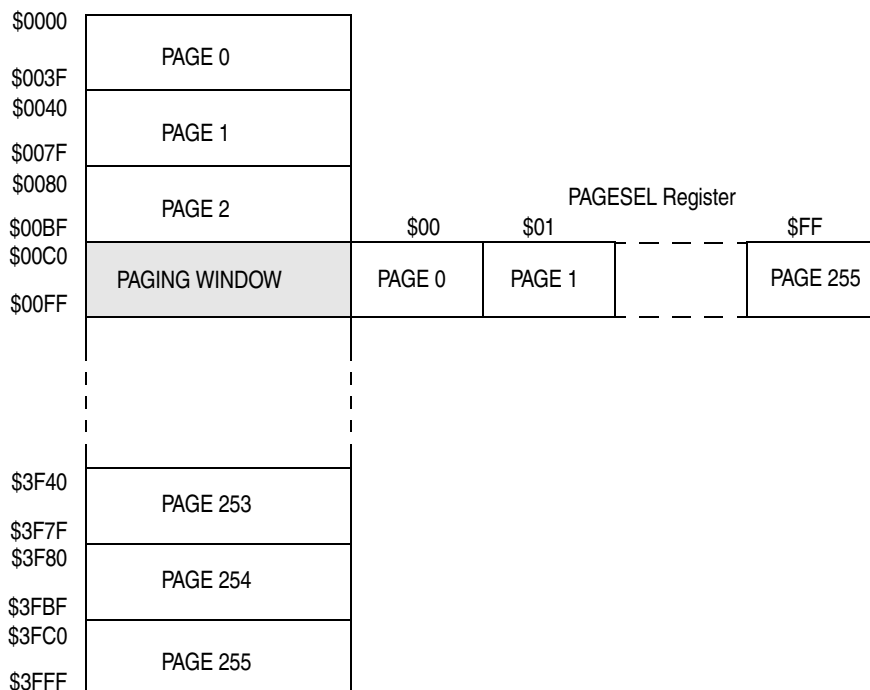 $0000
PAGE 0
$003F
$0040
PAGE 1
$007F
$0080
PAGE 2
PAGESEL Register
$00BF
$00 $01 $FF
$00C0
PAGING WINDOW PAGE 0 PAGE 1 PAGE 255
$00FF
$3F40
PAGE 253
$3F7F
$3F80
PAGE 254
$3FBF
$3FC0
PAGE 255
$3FFF